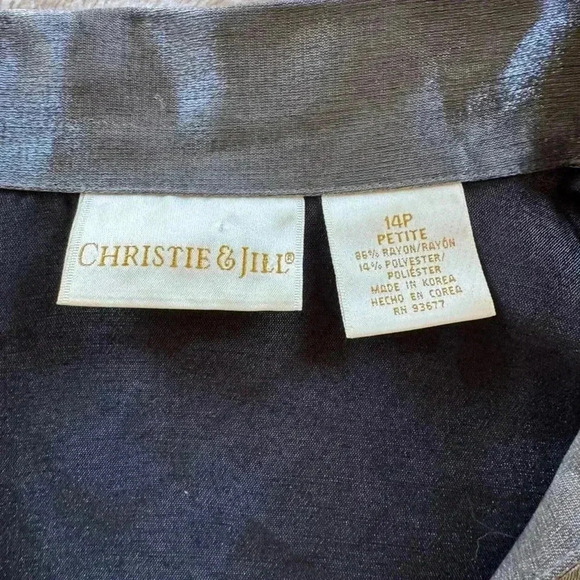 CHRISTIE & JILL®
14P
PETITE
86% RAYON/RAYÓN
14% POLYESTER/
POLIÉSTER
MADE IN KOREA
HECHO EN COREA
RN 93677